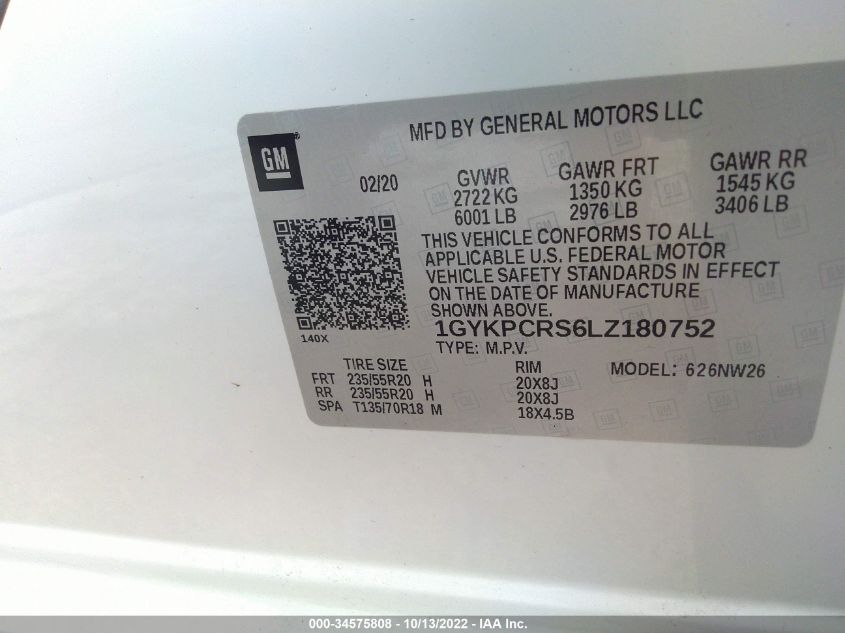 MFD BY GENERAL MOTORS LLC
GM
02/20
GVWR GAWR FRT GAWR RR
2722 KG 1350 KG 1545 KG
6001 LB 2976 LB 3406 LB
THIS VEHICLE CONFORMS TO ALL
APPLICABLE U.S. FEDERAL MOTOR
VEHICLE SAFETY STANDARDS IN EFFECT
ON THE DATE OF MANUFACTURE
SHOWN ABOVE.
140X
1GYKPCRS6LZ180752
TYPE: M.P.V.
TIRE SIZE RIM MODEL: 626NW26
FRT 235/55R20 H 20X8J
RR 235/55R20 H 20X8J
SPA T135/70R18 M 18X4.5B
000-34575808 - 10/13/2022 - IAA Inc.